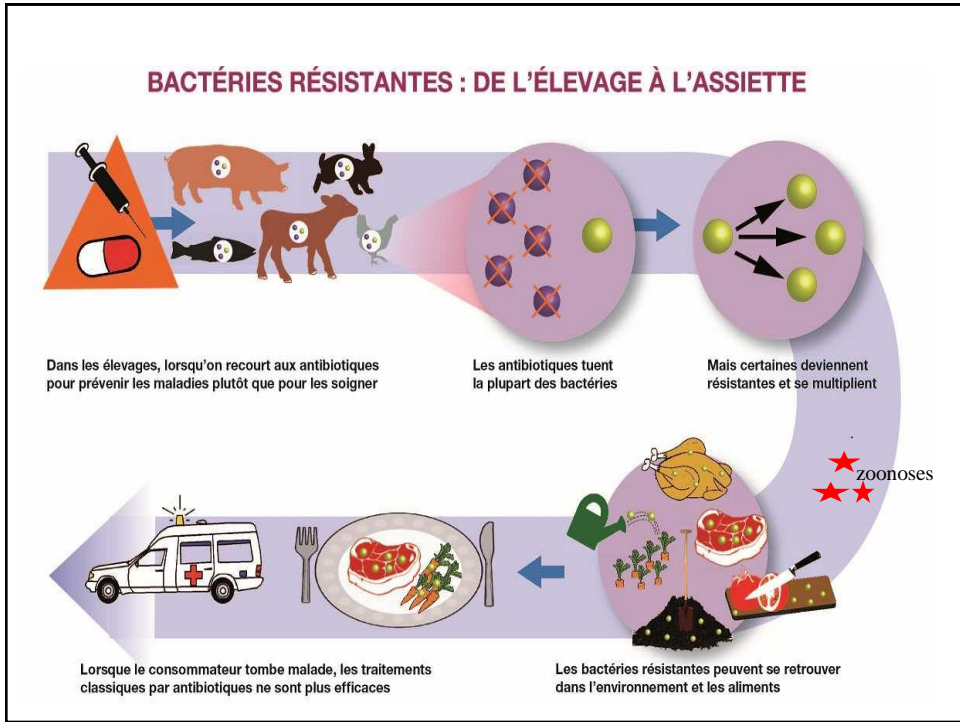 BACTÉRIES RÉSISTANTES : DE L'ÉLEVAGE À L'ASSIETTE
Dans les élevages, lorsqu'on recourt aux antibiotiques
pour prévenir les maladies plutôt que pour les soigner
Les antibiotiques tuent
la plupart des bactéries
Mais certaines deviennent
résistantes et se multiplient
zoonoses
Les bactéries résistantes peuvent se retrouver
dans l'environnement et les aliments
Lorsque le consommateur tombe malade, les traitements
classiques par antibiotiques ne sont plus efficaces